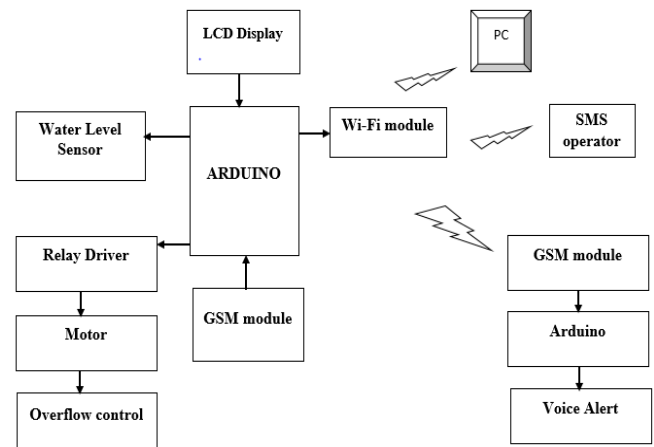 LCD Display
PC
Water Level
Sensor
ARDUINO
Wi-Fi module
SMS
operator
Relay Driver
GSM module
GSM module
Motor
Arduino
Overflow control
Voice Alert